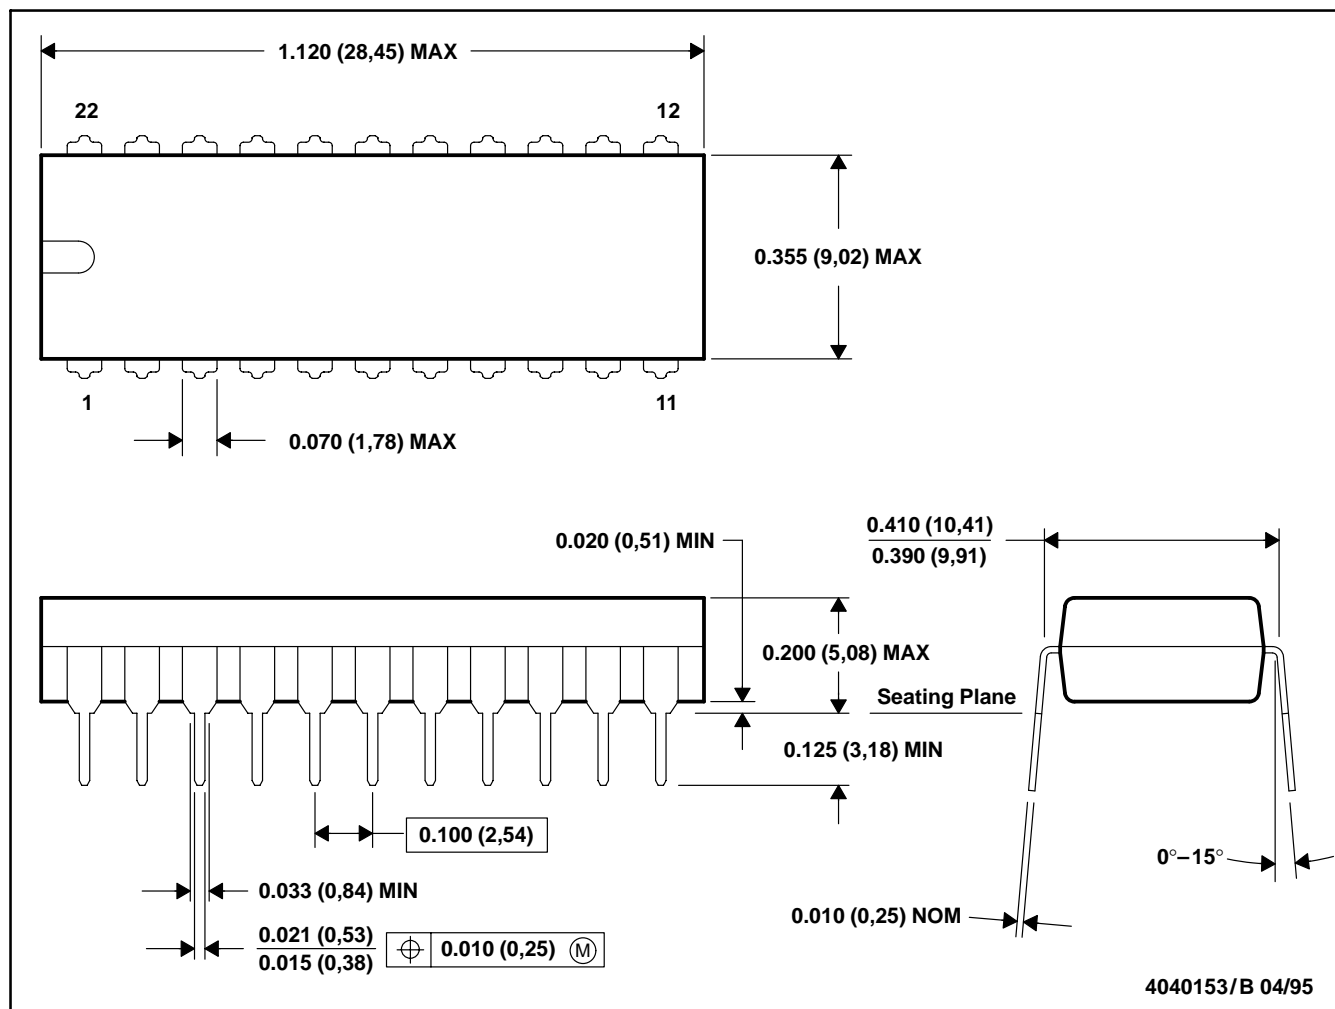 1.120 (28,45) MAX
22
12
0.355 (9,02) MAX
1
11
0.070 (1,78) MAX
0.020 (0,51) MIN
0.410 (10,41)
0.390 (9,91)
0.200 (5,08) MAX
Seating Plane
0.125 (3,18) MIN
0.100 (2,54)
0°–15°
0.033 (0,84) MIN
0.010 (0,25) NOM
0.021 (0,53)
0.015 (0,38)
0.010 (0,25) Ⓜ
4040153/B 04/95